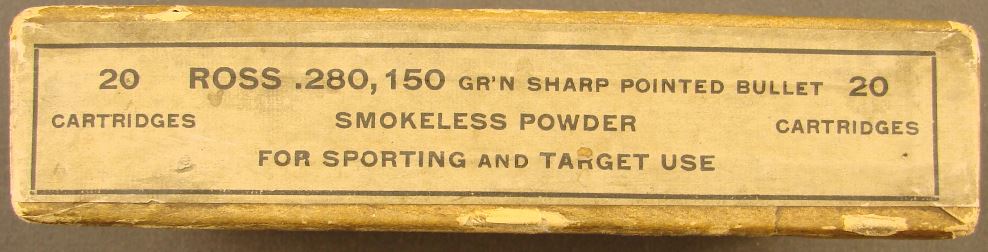 20 ROSS .280,150 GR'N SHARP POINTED BULLET 20
CARTRIDGES SMOKELESS POWDER CARTRIDGES
FOR SPORTING AND TARGET USE